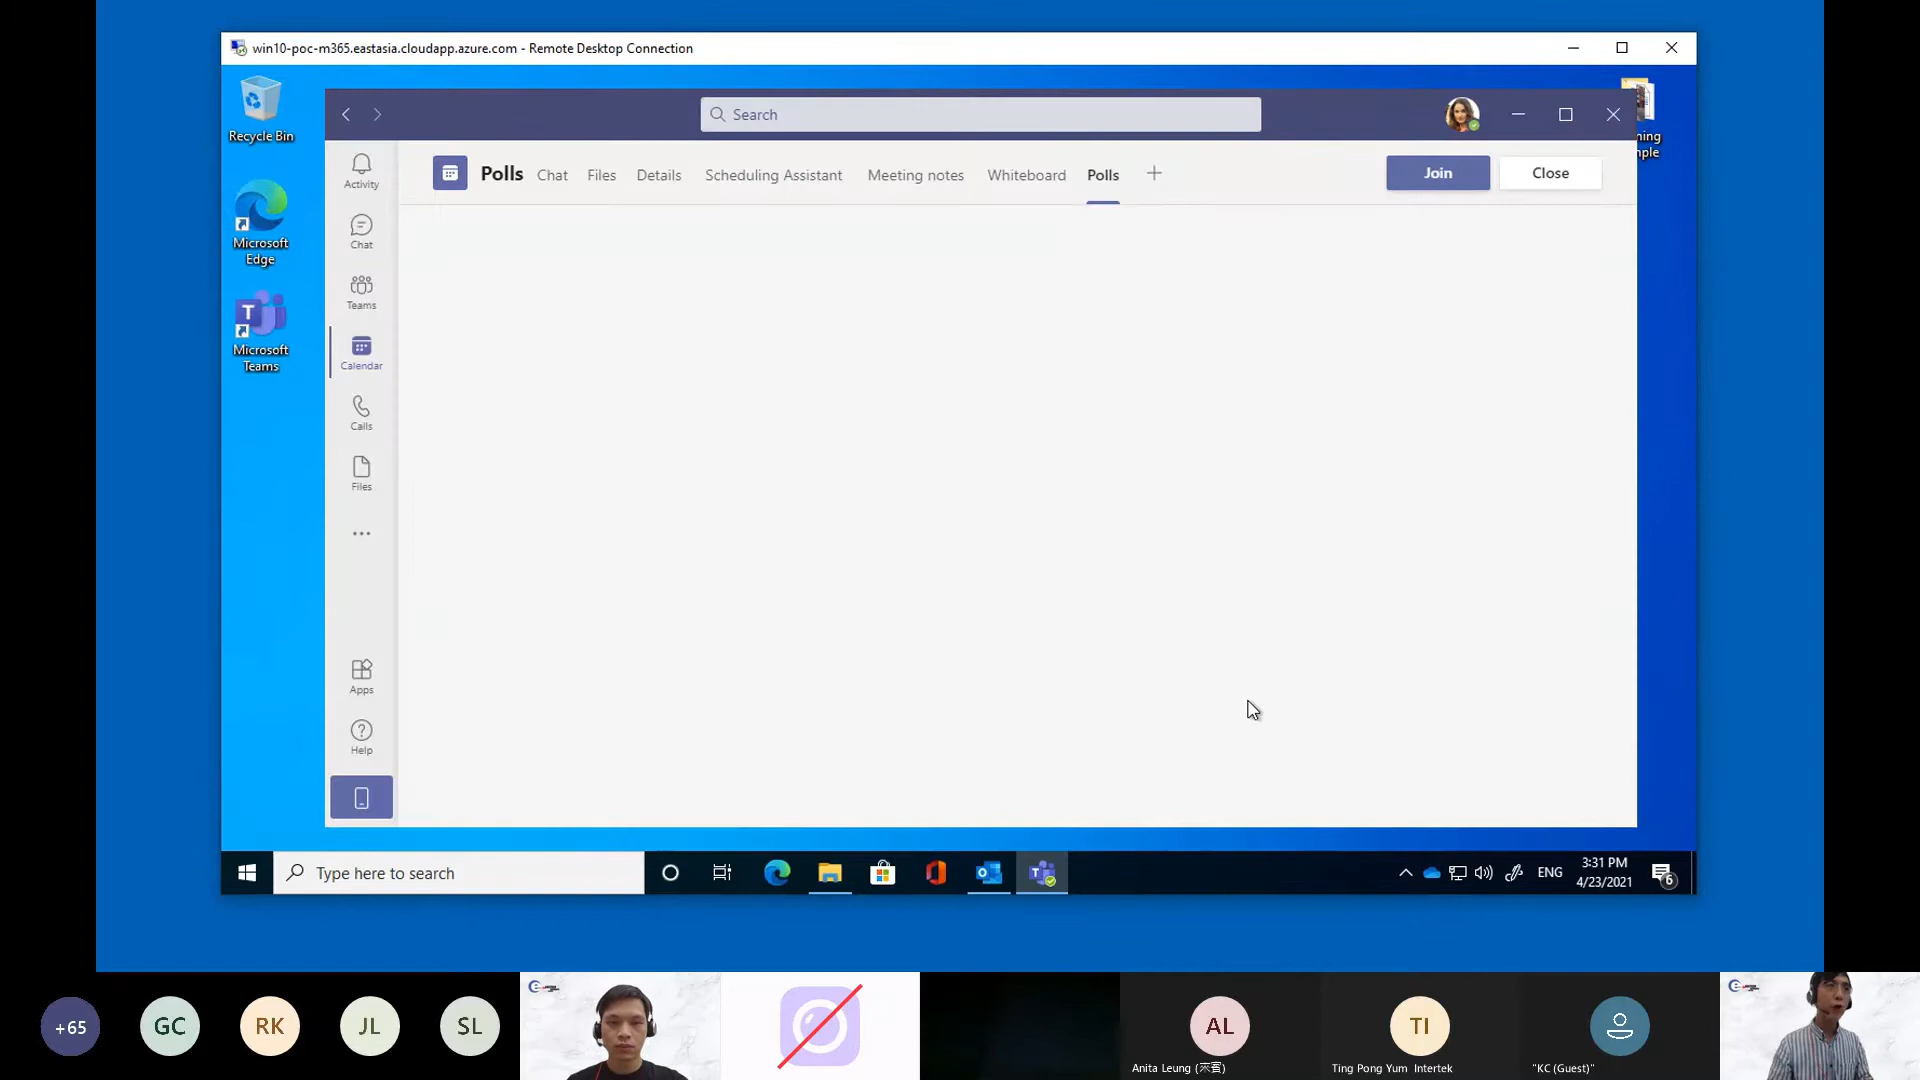 win10-poc-m365.eastasia.cloudapp.azure.com - Remote Desktop Connection
Recycle Bin
Search
Microsoft
Edge
Microsoft
Teams
Activity
Chat
Teams
Calendar
Calls
Files
Apps
Help
Polls Chat Files Details Scheduling Assistant Meeting notes Whiteboard Polls
Join Close
Type here to search
ENG
3:31 PM
4/23/2021
6
+65
GC
RK
JL
SL
AL
Anita Leung (來賓)
TI
Ting Pong Yum Intertek
"KC (Guest)"